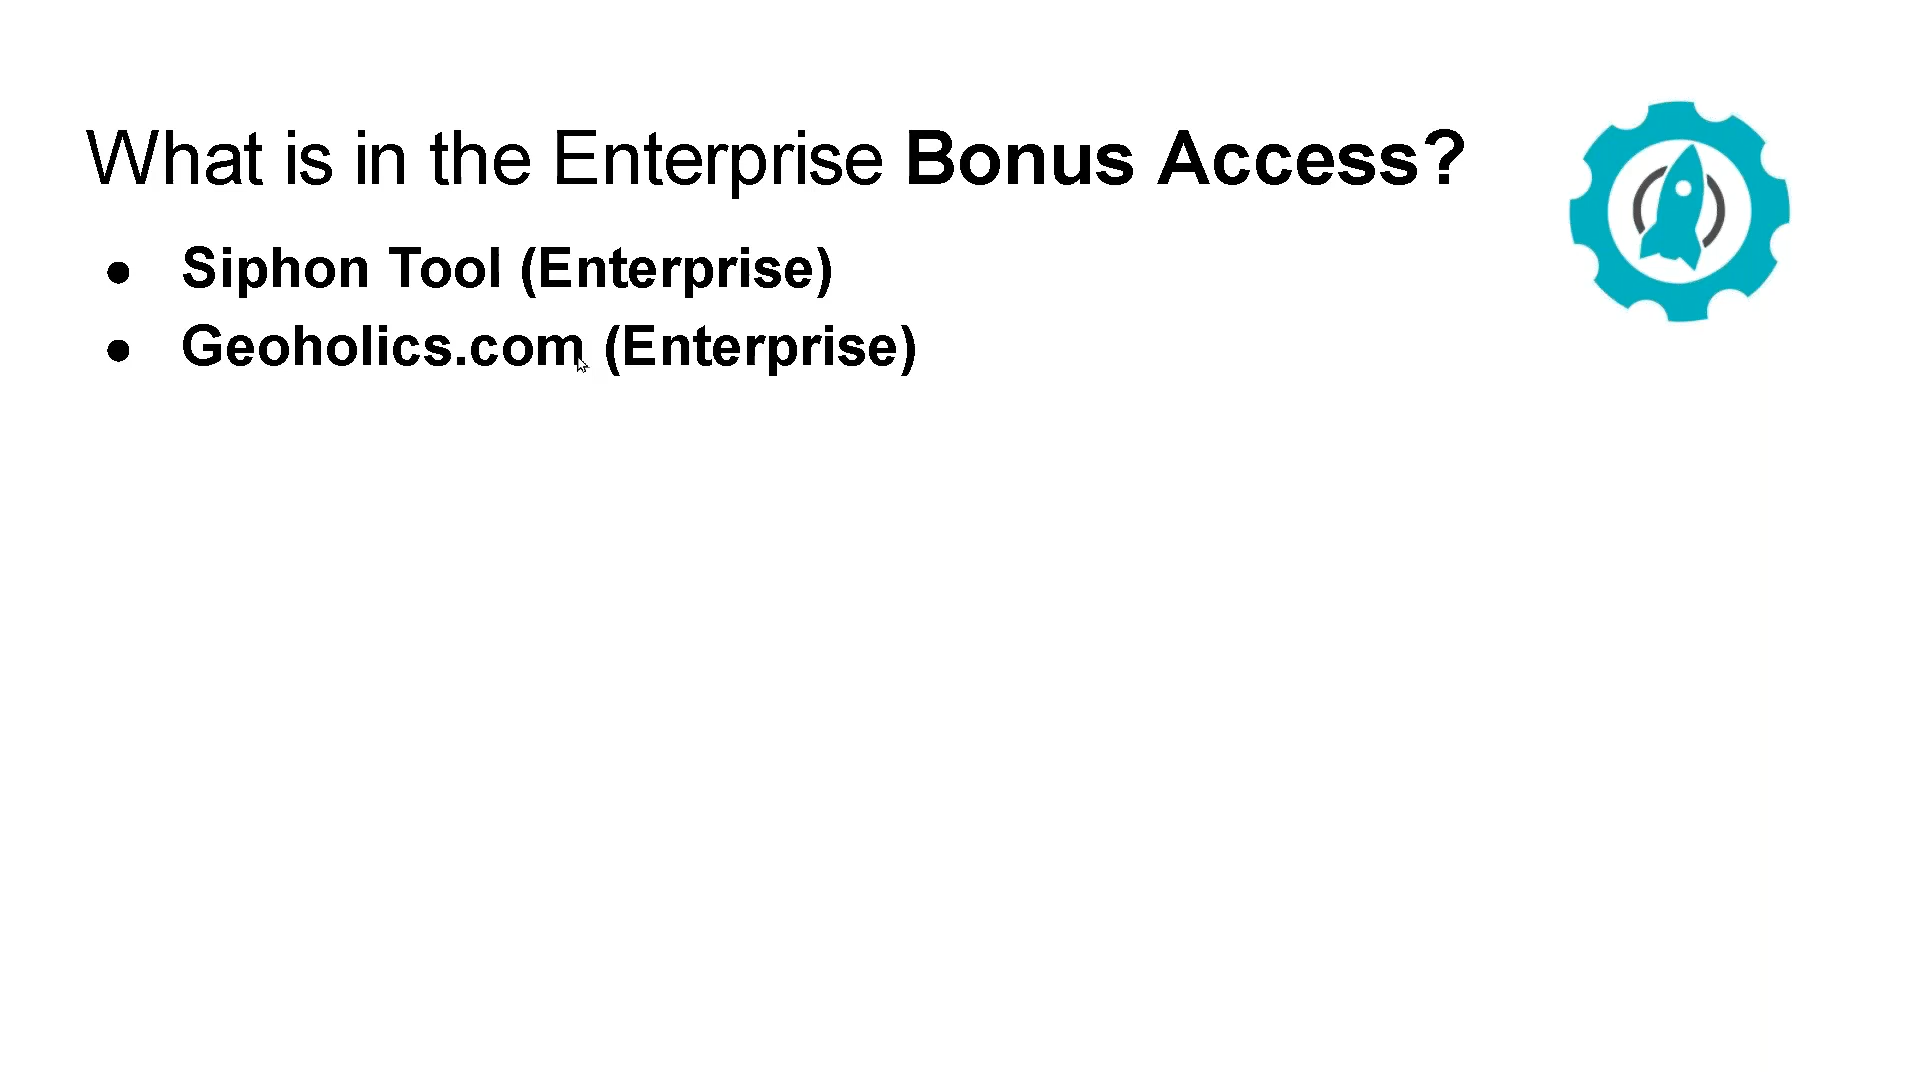 What is in the Enterprise Bonus Access?
● Siphon Tool (Enterprise)
● Geoholics.com (Enterprise)